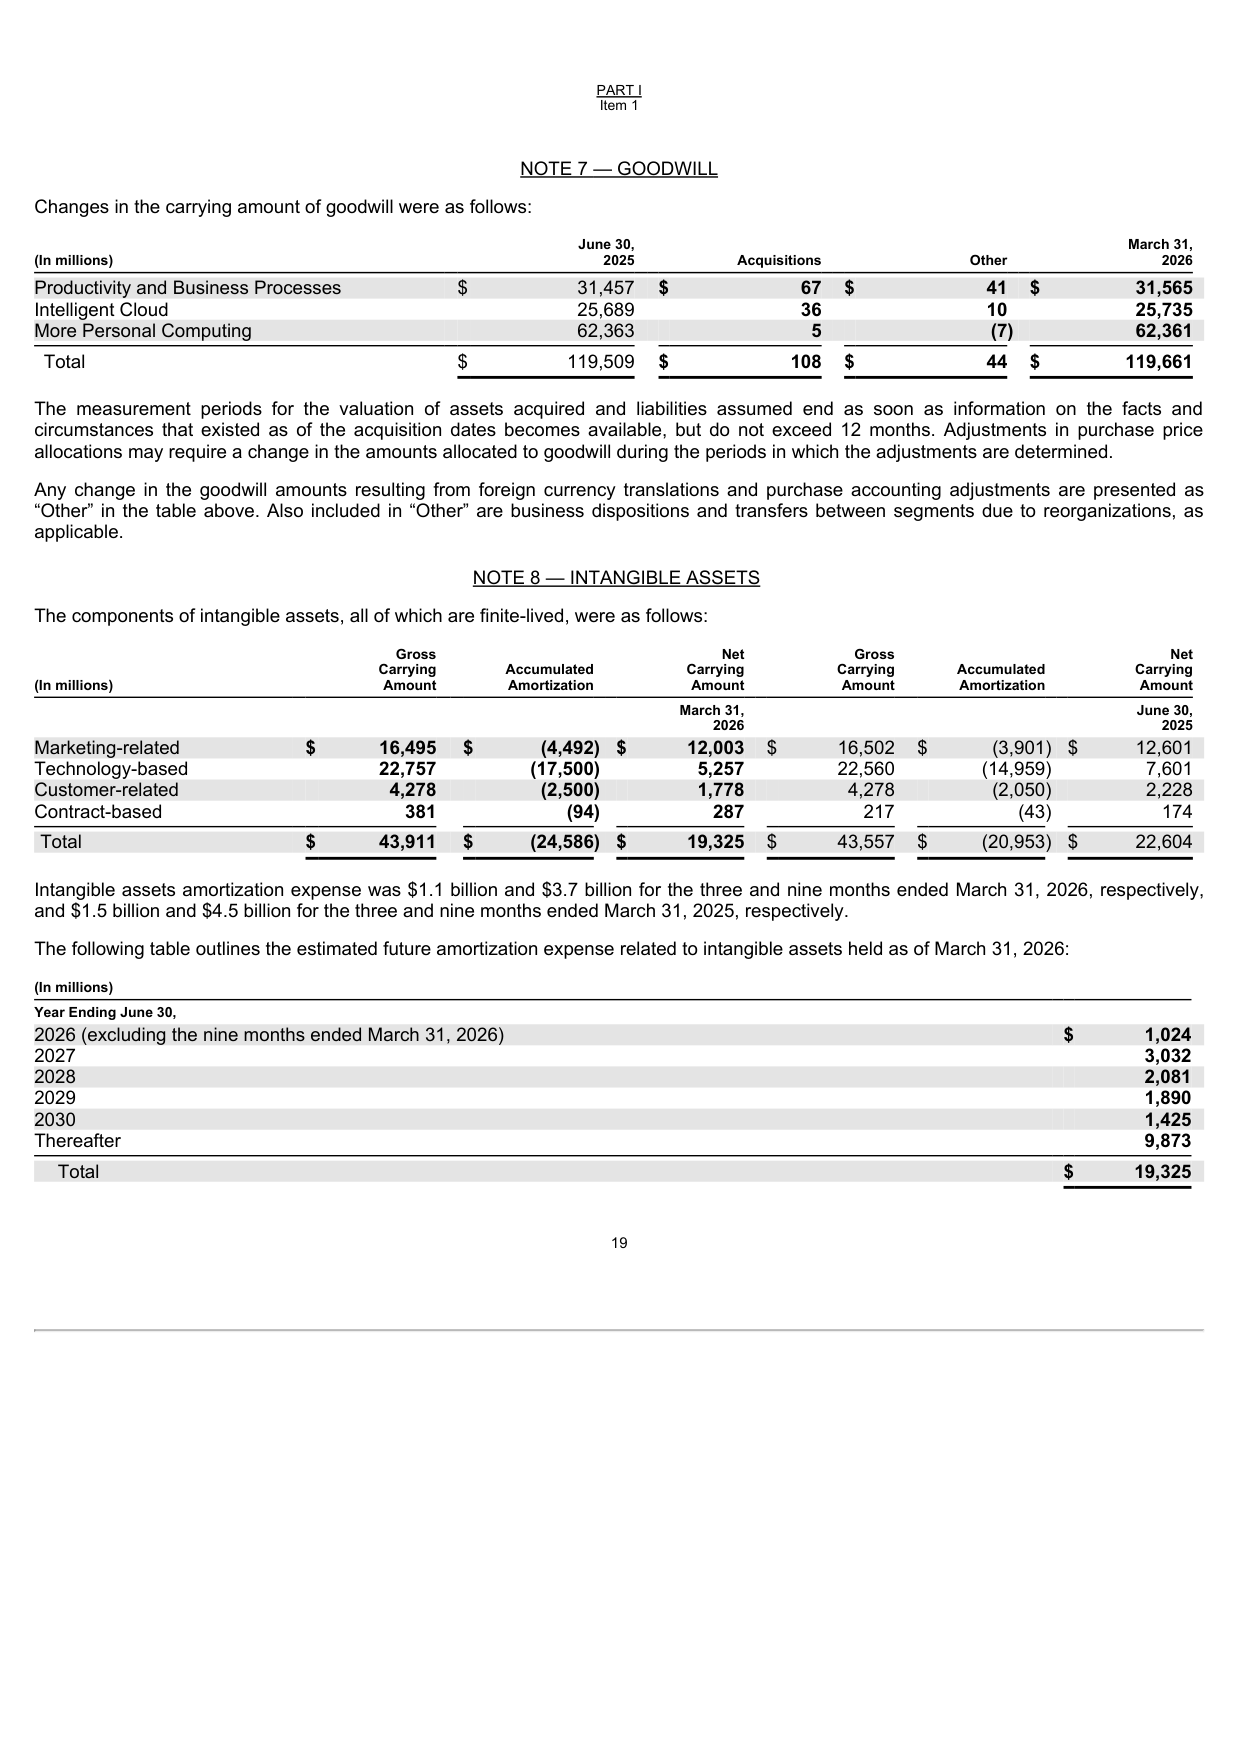 PART I
Item 1
NOTE 7 — GOODWILL
Changes in the carrying amount of goodwill were as follows:
(In millions) June 30, 2025 Acquisitions Other March 31, 2026
Productivity and Business Processes $ 31,457 $ 67 $ 41 $ 31,565
Intelligent Cloud 25,689 36 10 25,735
More Personal Computing 62,363 5 (7) 62,361
Total $ 119,509 $ 108 $ 44 $ 119,661
The measurement periods for the valuation of assets acquired and liabilities assumed end as soon as information on the facts and
circumstances that existed as of the acquisition dates becomes available, but do not exceed 12 months. Adjustments in purchase price
allocations may require a change in the amounts allocated to goodwill during the periods in which the adjustments are determined.
Any change in the goodwill amounts resulting from foreign currency translations and purchase accounting adjustments are presented as
“Other” in the table above. Also included in “Other” are business dispositions and transfers between segments due to reorganizations, as
applicable.
NOTE 8 — INTANGIBLE ASSETS
The components of intangible assets, all of which are finite-lived, were as follows:
(In millions) Gross Carrying Amount Accumulated Amortization Net Carrying Amount Gross Carrying Amount Accumulated Amortization Net Carrying Amount
March 31, 2026 June 30, 2025
Marketing-related $ 16,495 $ (4,492) $ 12,003 $ 16,502 $ (3,901) $ 12,601
Technology-based 22,757 (17,500) 5,257 22,560 (14,959) 7,601
Customer-related 4,278 (2,500) 1,778 4,278 (2,050) 2,228
Contract-based 381 (94) 287 217 (43) 174
Total $ 43,911 $ (24,586) $ 19,325 $ 43,557 $ (20,953) $ 22,604
Intangible assets amortization expense was $1.1 billion and $3.7 billion for the three and nine months ended March 31, 2026, respectively,
and $1.5 billion and $4.5 billion for the three and nine months ended March 31, 2025, respectively.
The following table outlines the estimated future amortization expense related to intangible assets held as of March 31, 2026:
(In millions)
Year Ending June 30,
2026 (excluding the nine months ended March 31, 2026) $ 1,024
2027 3,032
2028 2,081
2029 1,890
2030 1,425
Thereafter 9,873
Total $ 19,325
19